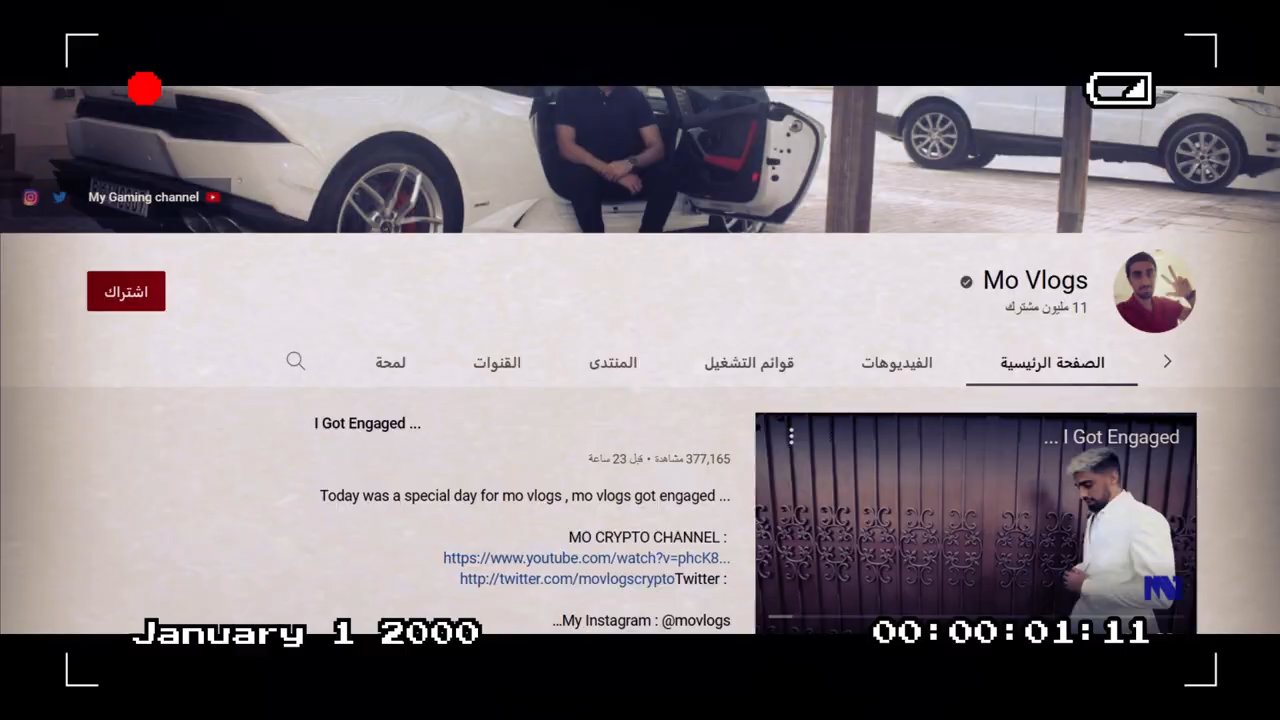 My Gaming channel
Mo Vlogs
11 مليون مشترك
اشتراك
الصفحة الرئيسية
الفيديوهات
قوائم التشغيل
المنتدى
القنوات
لمحة
I Got Engaged ...
I Got Engaged ...
377,165 مشاهدة • قبل 23 ساعة
Today was a special day for mo vlogs , mo vlogs got engaged ...
MO CRYPTO CHANNEL :
https://www.youtube.com/watch?v=phcK8...
http://twitter.com/movlogscryptoTwitter :
...My Instagram : @movlogs
January 1 2000
00:00:01:11